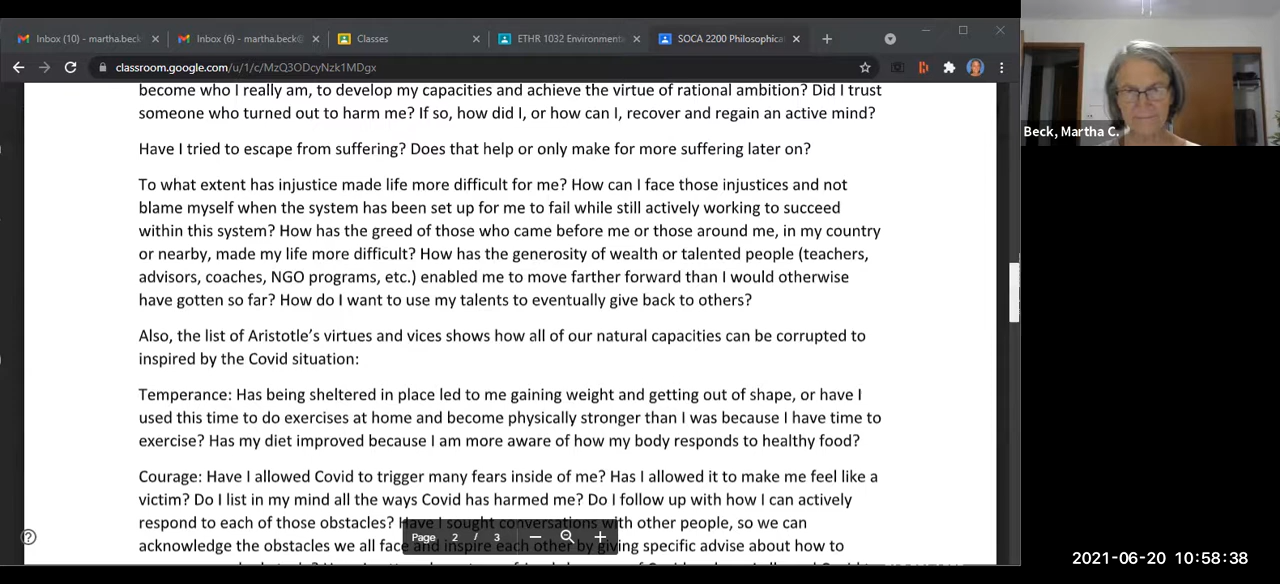 Inbox (10) - martha.beck
Inbox (6) - martha.beck@
Classes
ETHR 1032 Environmenta
SOCA 2200 Philosophica
classroom.google.com/u/1/c/MzQ3ODcyNzk1MDgx
become who I really am, to develop my capacities and achieve the virtue of rational ambition? Did I trust
someone who turned out to harm me? If so, how did I, or how can I, recover and regain an active mind?
Have I tried to escape from suffering? Does that help or only make for more suffering later on?
To what extent has injustice made life more difficult for me? How can I face those injustices and not
blame myself when the system has been set up for me to fail while still actively working to succeed
within this system? How has the greed of those who came before me or those around me, in my country
or nearby, made my life more difficult? How has the generosity of wealth or talented people (teachers,
advisors, coaches, NGO programs, etc.) enabled me to move farther forward than I would otherwise
have gotten so far? How do I want to use my talents to eventually give back to others?
Also, the list of Aristotle's virtues and vices shows how all of our natural capacities can be corrupted to
inspired by the Covid situation:
Temperance: Has being sheltered in place led to me gaining weight and getting out of shape, or have I
used this time to do exercises at home and become physically stronger than I was because I have time to
exercise? Has my diet improved because I am more aware of how my body responds to healthy food?
Courage: Have I allowed Covid to trigger many fears inside of me? Has I allowed it to make me feel like a
victim? Do I list in my mind all the ways Covid has harmed me? Do I follow up with how I can actively
respond to each of those obstacles? Have I sought conversations with other people, so we can
acknowledge the obstacles we all face and inspire each other by giving specific advise about how to
Page 2 / 3
Beck, Martha C.
2021-06-20 10:58:38